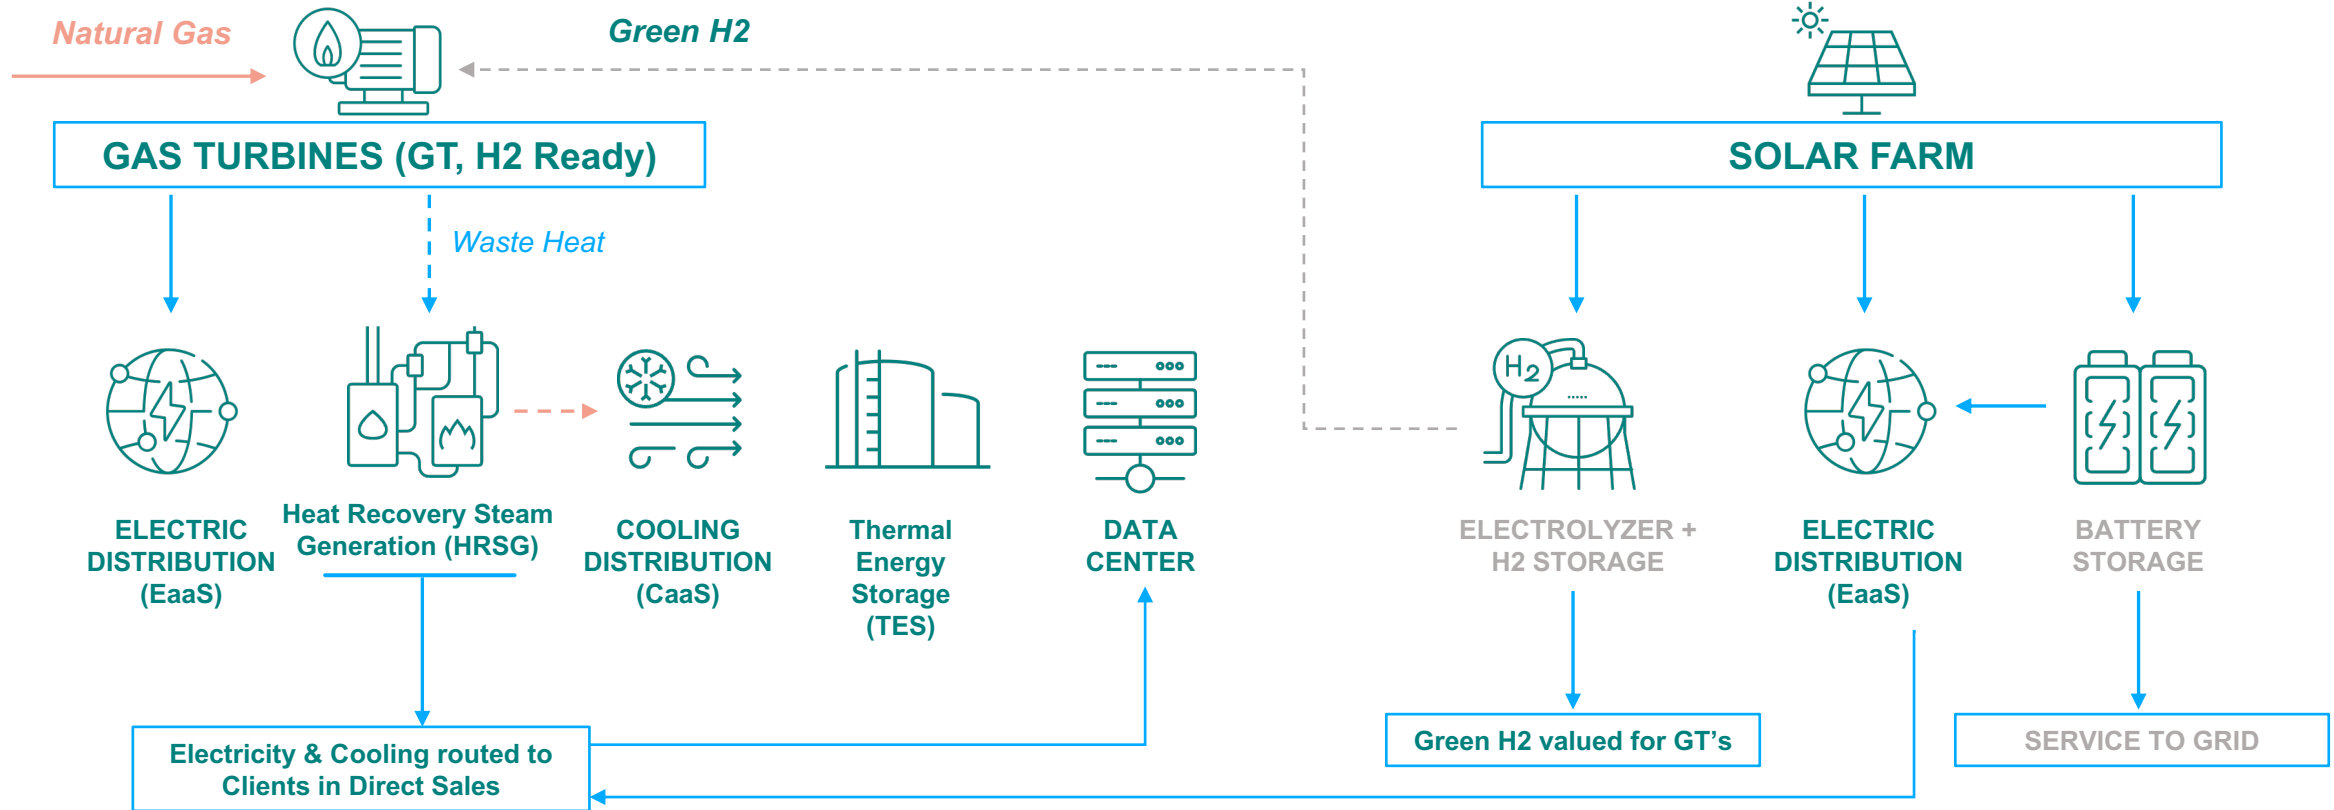 Natural Gas
Green H2
GAS TURBINES (GT, H2 Ready)
SOLAR FARM
Waste Heat
H2
ELECTRIC
DISTRIBUTION
(EaaS)
Heat Recovery Steam
Generation (HRSG)
COOLING
DISTRIBUTION
(CaaS)
Thermal
Energy
Storage
(TES)
DATA
CENTER
ELECTROLYZER +
H2 STORAGE
ELECTRIC
DISTRIBUTION
(EaaS)
BATTERY
STORAGE
Electricity & Cooling routed to
Clients in Direct Sales
Green H2 valued for GT's
SERVICE TO GRID